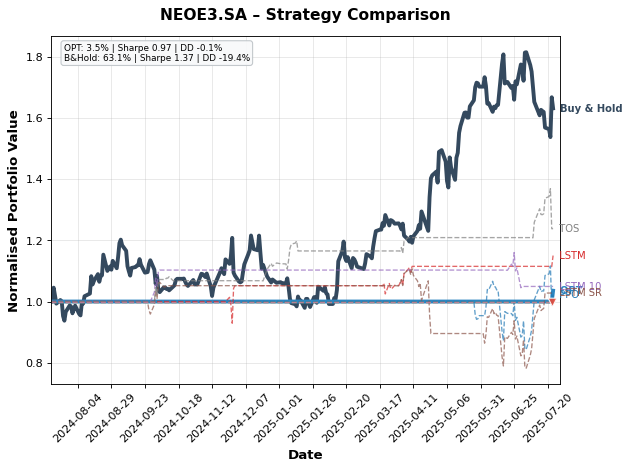 NEOE3.SA – Strategy Comparison
OPT: 3.5% | Sharpe 0.97 | DD -0.1%
B&Hold: 63.1% | Sharpe 1.37 | DD -19.4%
Normalised Portfolio Value
1.8
1.6
1.4
1.2
1.0
0.8
Buy & Hold
TOS
LSTM
LSTM 10
SR
2024-08-04
2024-08-29
2024-09-23
2024-10-18
2024-11-12
2024-12-07
2025-01-01
2025-01-26
2025-02-20
2025-03-17
2025-04-11
2025-05-06
2025-05-31
2025-06-25
2025-07-20
Date